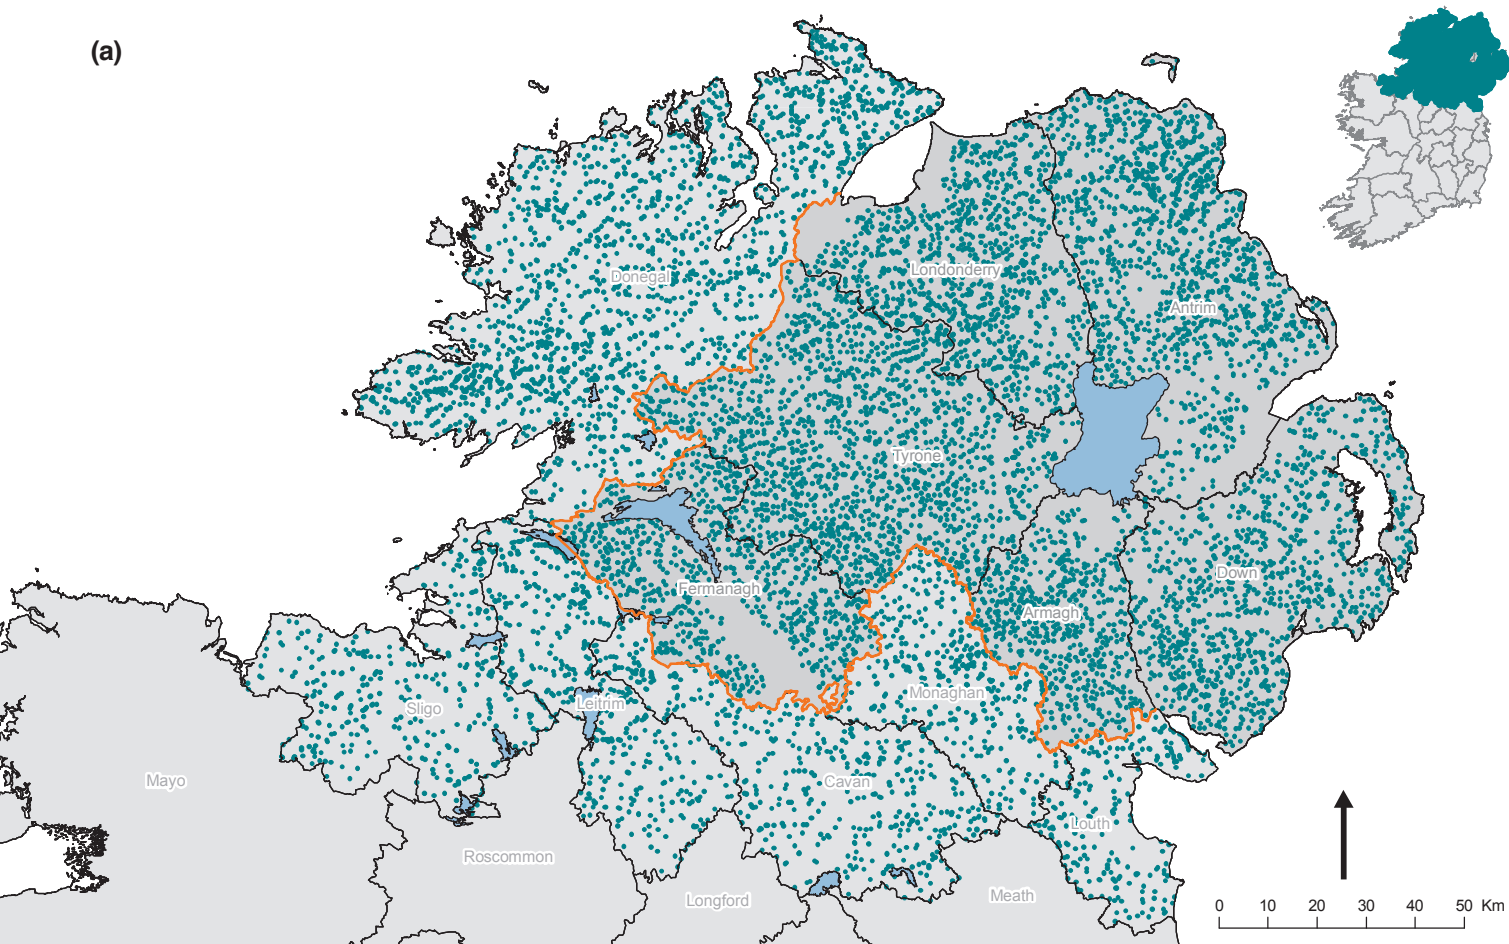 (a)
Donegal
Londonderry
Antrim
Tyrone
Fermanagh
Down
Armagh
Monaghan
Sligo
Leitrim
Mayo
Cavan
Louth
Roscommon
Longford
Meath
0 10 20 30 40 50 Km